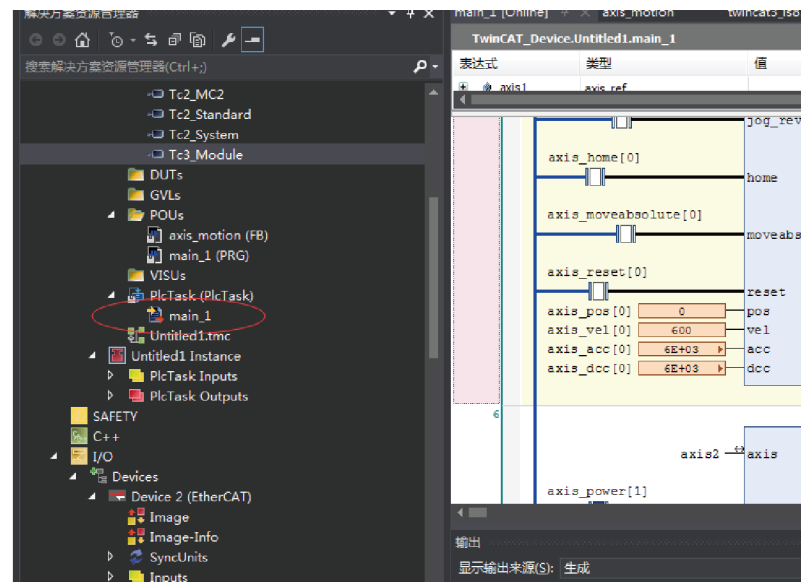 解决方案资源管理器
搜索解决方案资源管理器(Ctrl+;)
Tc2_MC2
Tc2_Standard
Tc2_System
Tc3_Module
DUTs
GVLs
POUs
axis_motion (FB)
main_1 (PRG)
VISUs
PlcTask (PlcTask)
main_1
Untitled1.tmc
Untitled1 Instance
PlcTask Inputs
PlcTask Outputs
SAFETY
C++
I/O
Devices
Device 2 (EtherCAT)
Image
Image-Info
SyncUnits
Inputs
main_1 [Online]
axis_motion
twincat3_iso
TwinCAT_Device.Untitled1.main_1
表达式 类型 值
axis1 axis_ref
jog_rev
axis_home[0]
home
axis_moveabsolute[0]
moveabs
axis_reset[0]
reset
axis_pos[0] 0 pos
axis_vel[0] 600 vel
axis_acc[0] 6E+03 acc
axis_dcc[0] 6E+03 dcc
6
axis2 axis
axis_power[1]
输出
显示输出来源(S): 生成